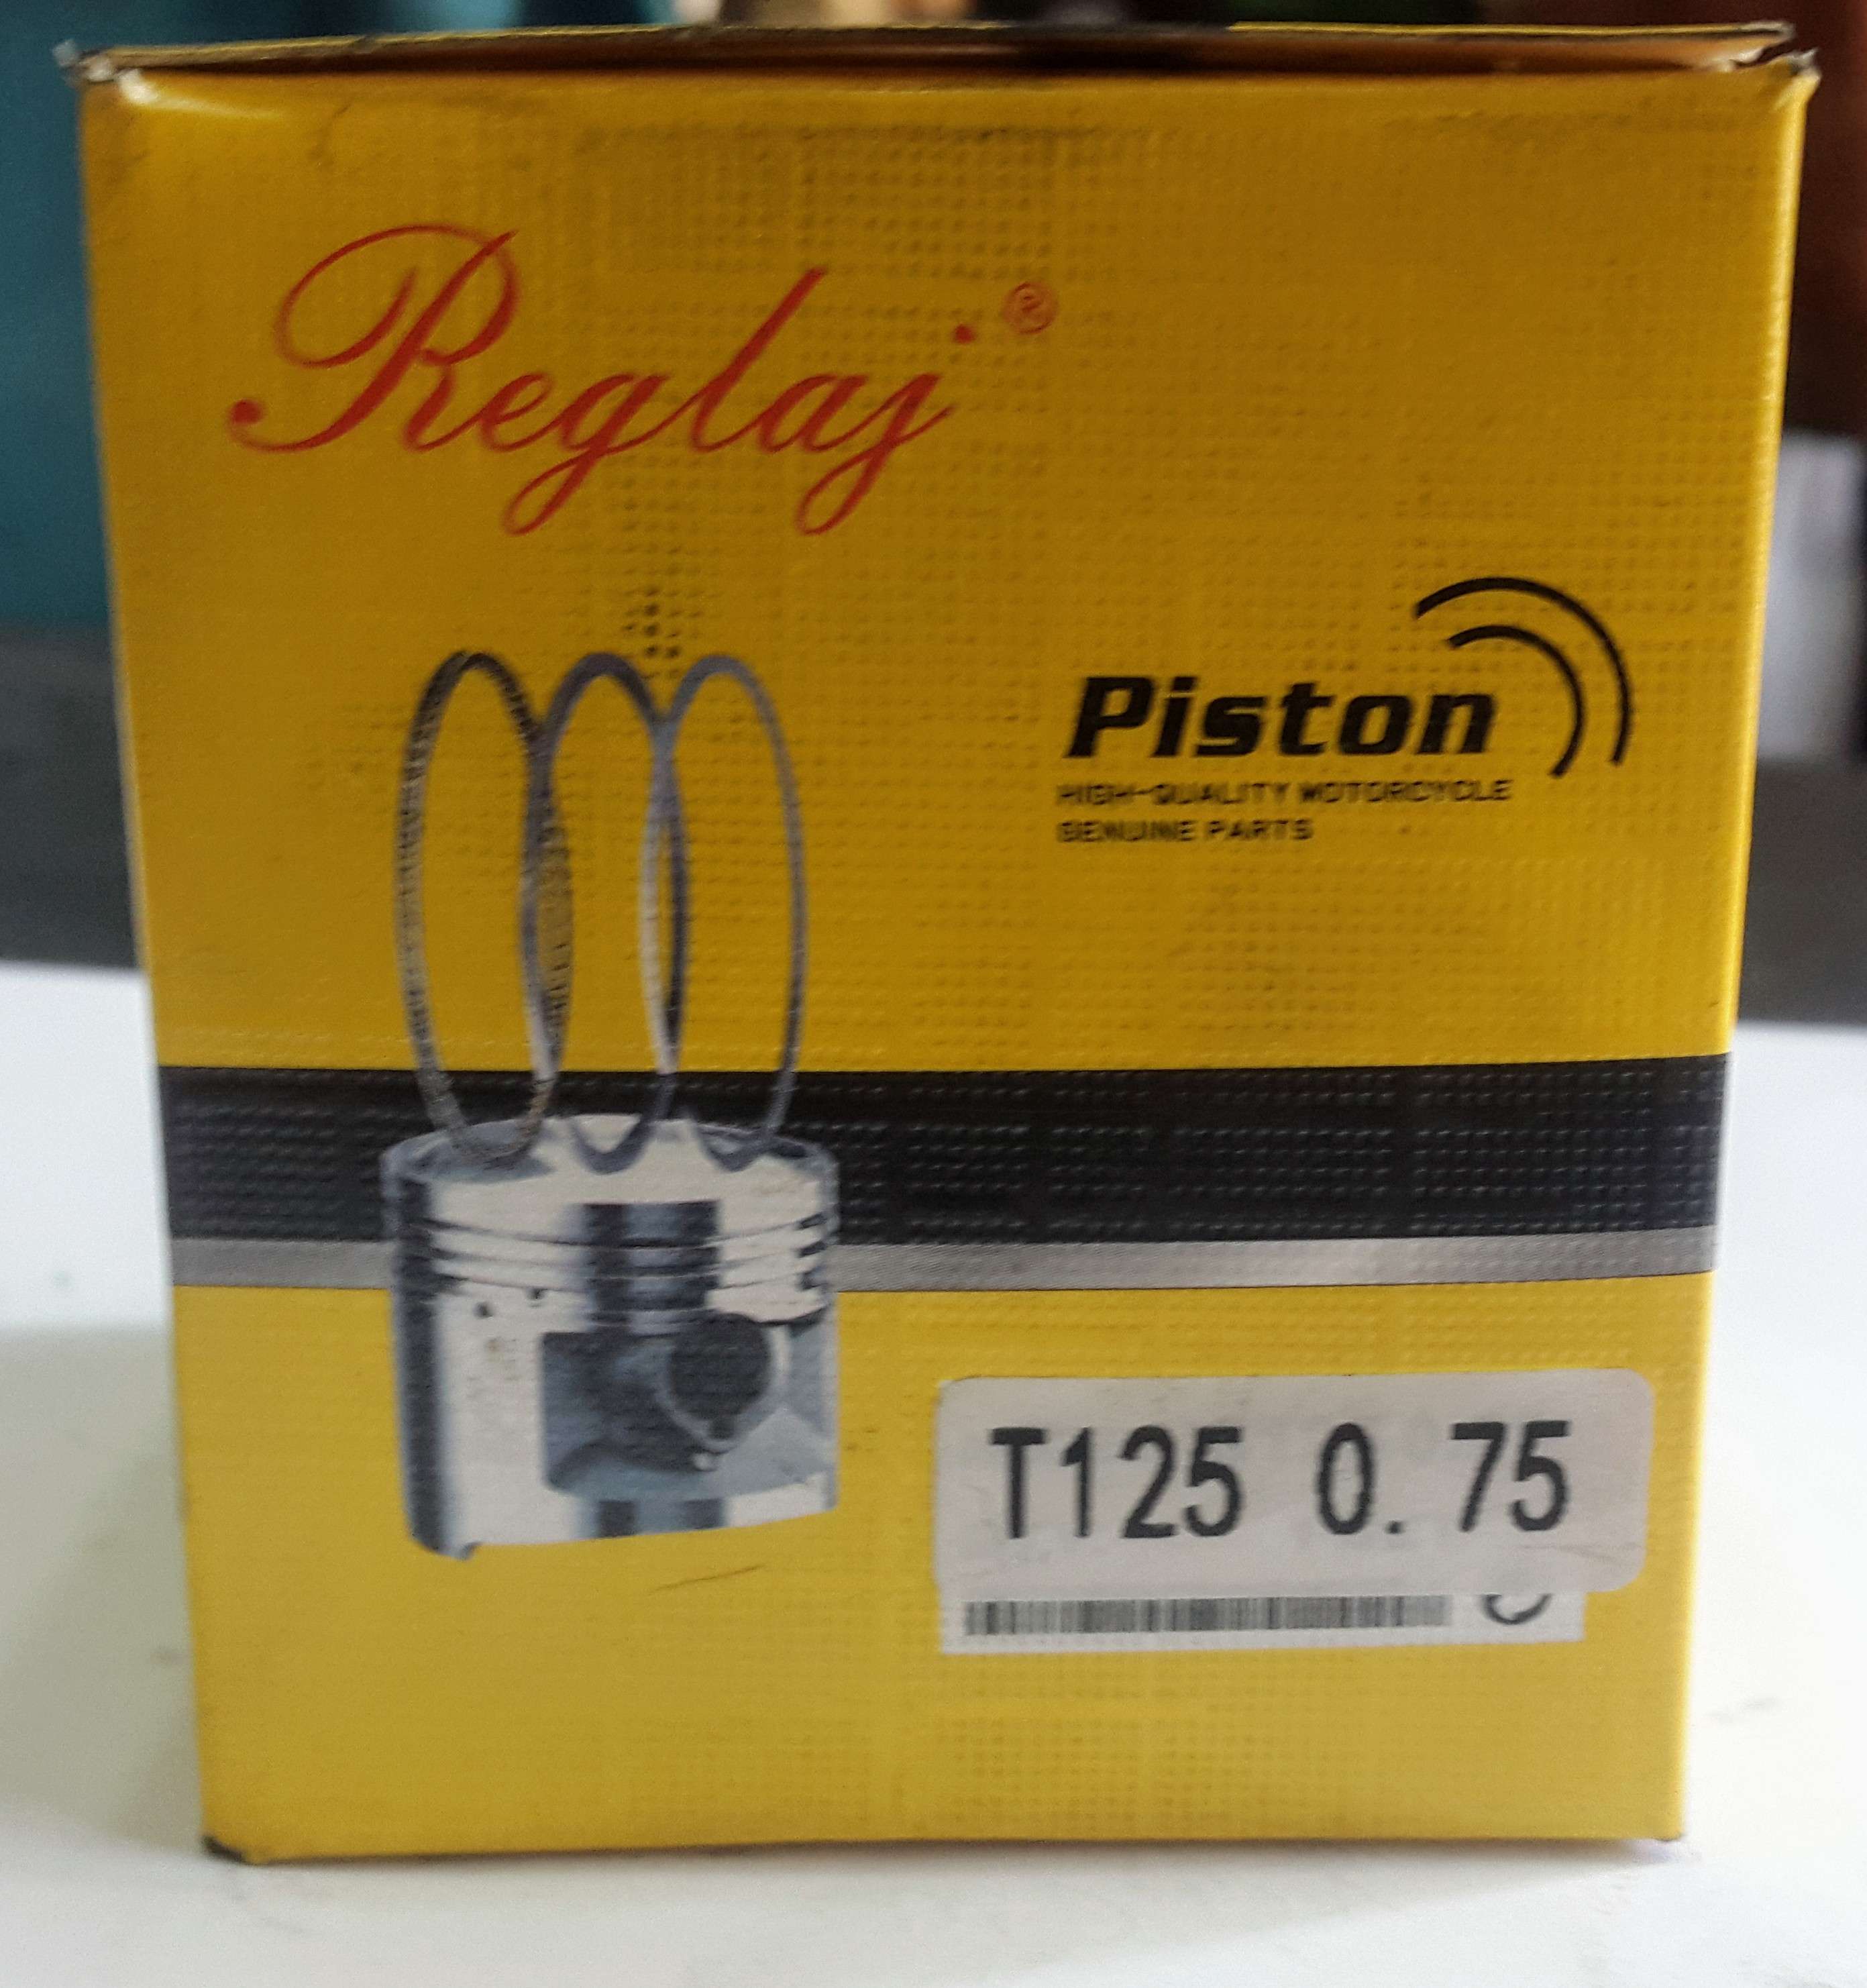 Reglaj ®
Piston
HIGH-QUALITY MOTORCYCLE
GENUINE PARTS
T125 0.75